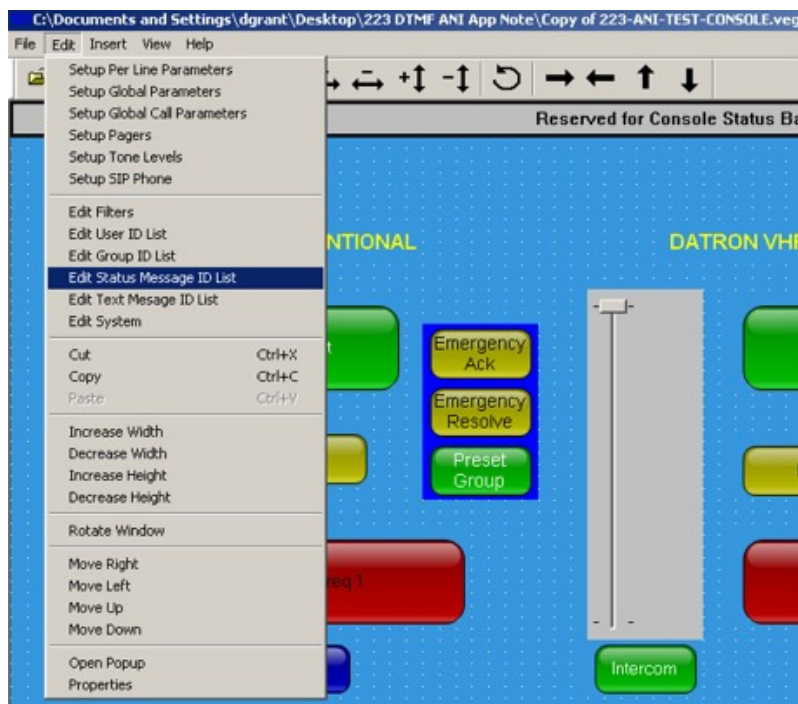 C:\Documents and Settings\dgrant\Desktop\223 DTMF ANI App Note\Copy of 223-ANI-TEST-CONSOLE.veg
File Edit Insert View Help
Reserved for Console Status Ba
Setup Per Line Parameters
Setup Global Parameters
Setup Global Call Parameters
Setup Pagers
Setup Tone Levels
Setup SIP Phone
Edit Filters
Edit User ID List
Edit Group ID List
Edit Status Message ID List
Edit Text Mesage ID List
Edit System
Cut Ctrl+X
Copy Ctrl+C
Paste Ctrl+V
Increase Width
Decrease Width
Increase Height
Decrease Height
Rotate Window
Move Right
Move Left
Move Up
Move Down
Open Popup
Properties
NTIONAL
DATRON VHF
t
Emergency
Ack
Emergency
Resolve
Preset
Group
req 1
Intercom